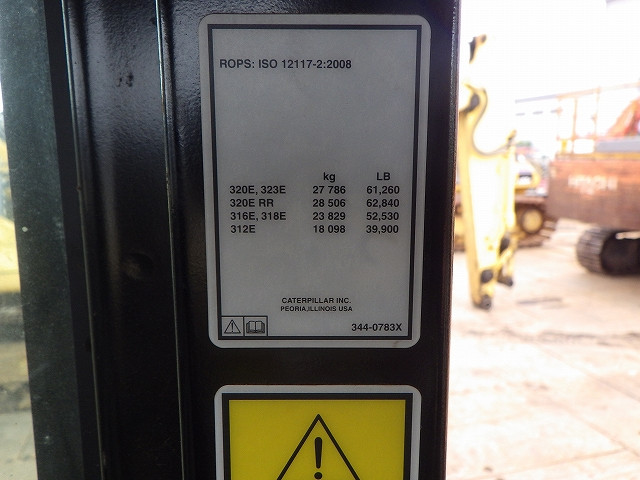 ROPS: ISO 12117-2:2008
kg LB
320E, 323E 27 786 61,260
320E RR 28 506 62,840
316E, 318E 23 829 52,530
312E 18 098 39,900
CATERPILLAR INC.
PEORIA,ILLINOIS USA
344-0783X
HITACHI